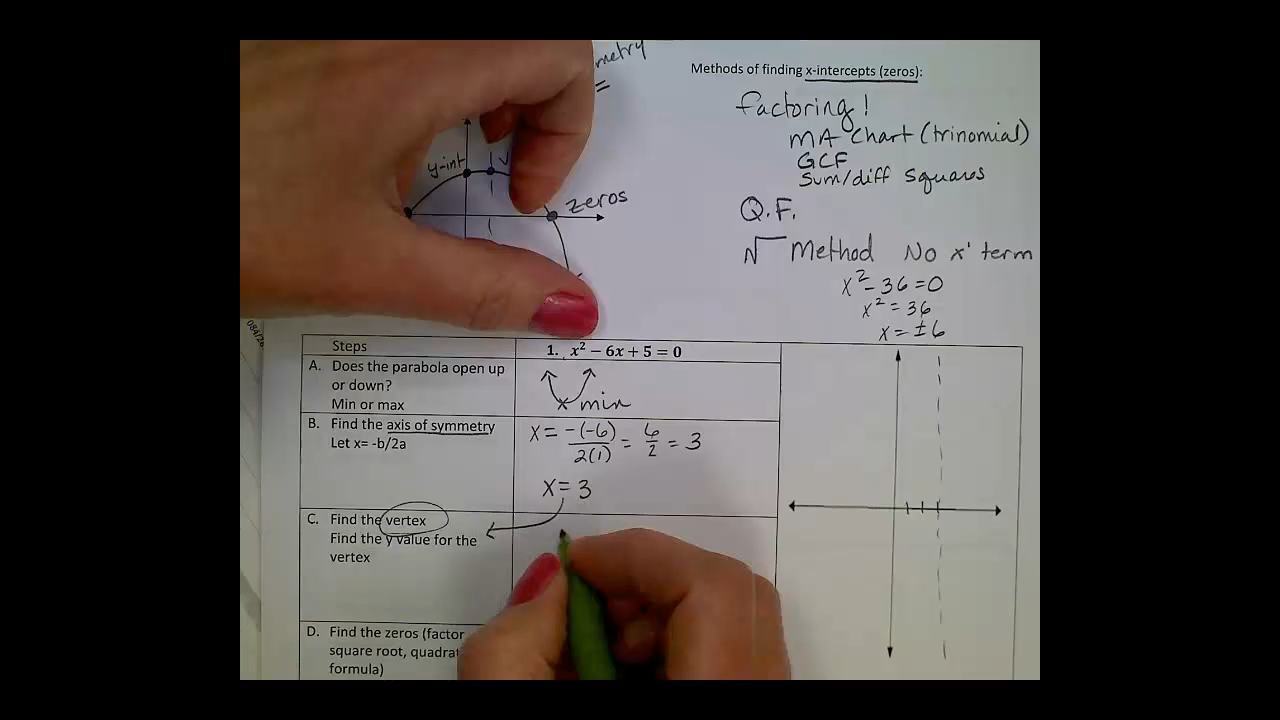 Methods of finding x-intercepts (zeros):
factoring!
MA Chart (trinomial)
GCF
Sum/diff Squares
Q.F.
√ Method No x' term
x² - 36 = 0
x² = 36
x = ±6
metry
=
y-int V
zeros
Steps
1. x² − 6x + 5 = 0
A. Does the parabola open up
or down?
Min or max
x min
B. Find the axis of symmetry
Let x= -b/2a
x = -(-6)/2(1) = 6/2 = 3
x = 3
C. Find the vertex
Find the y value for the
vertex
D. Find the zeros (factor
square root, quadrat
formula)